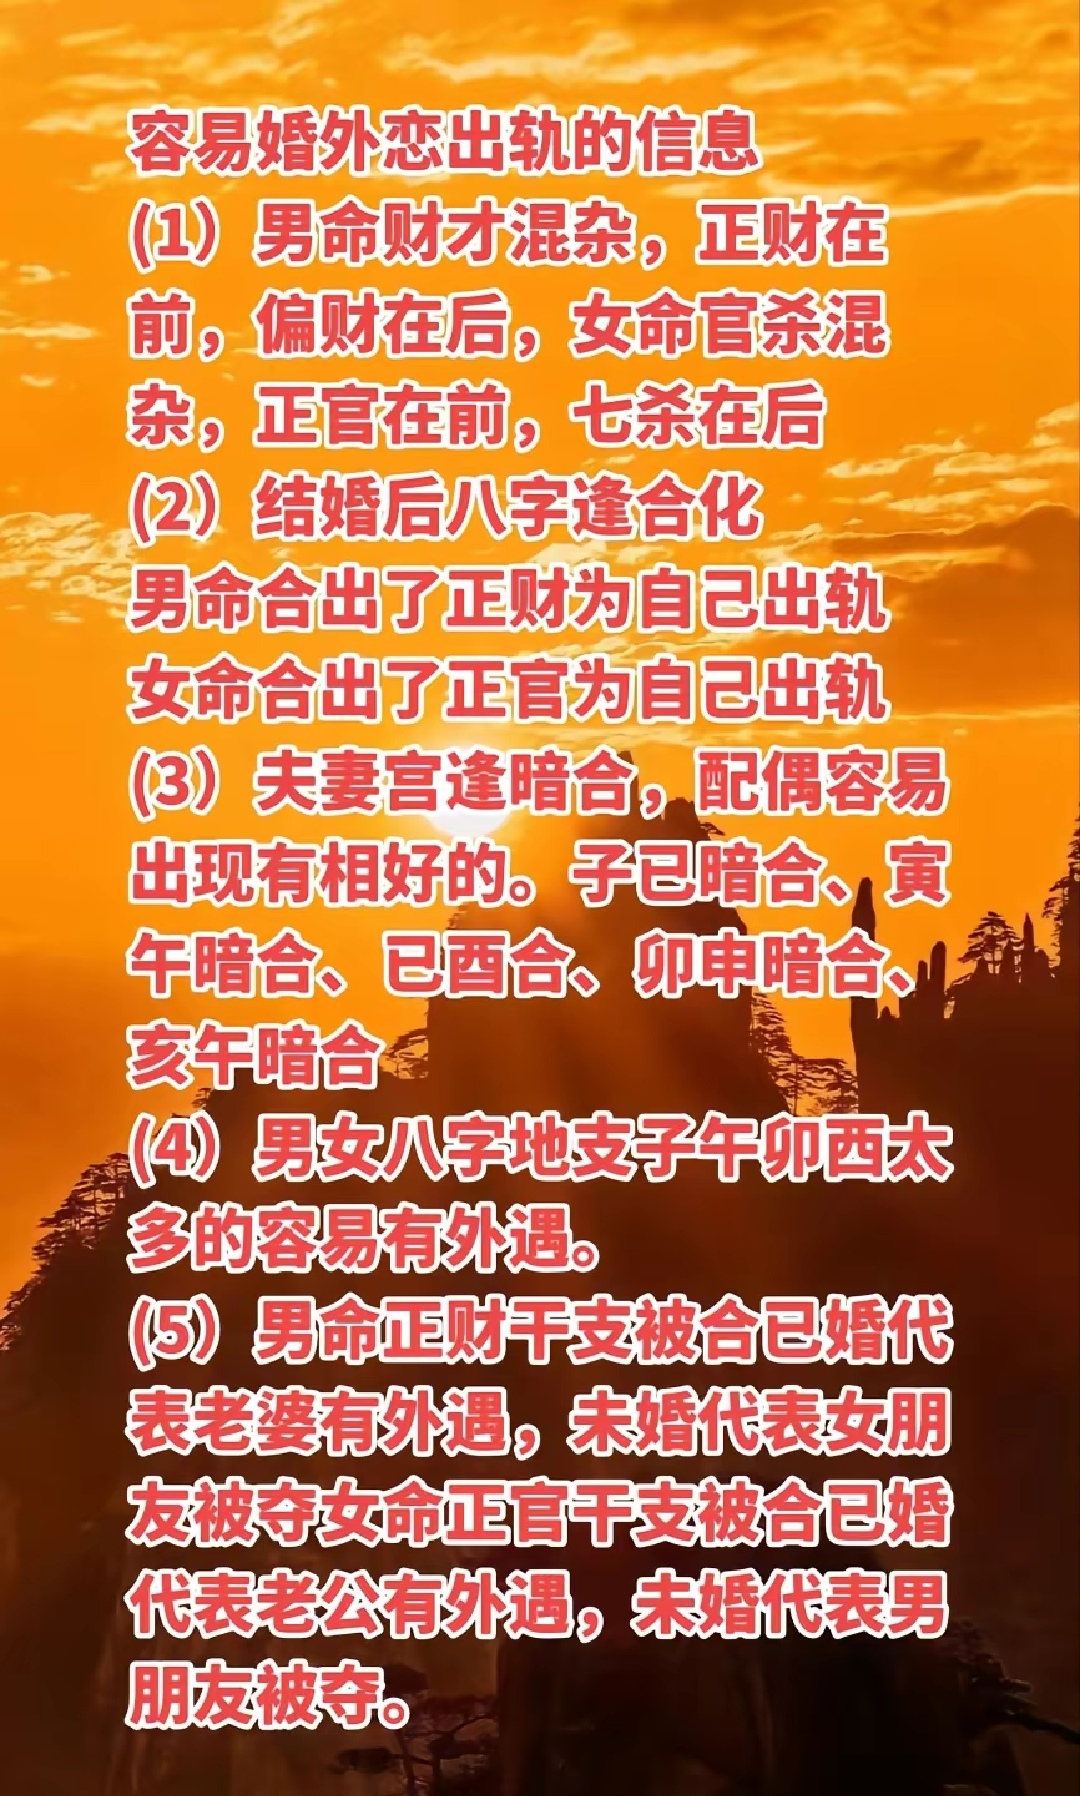 容易婚外恋出轨的信息
(1）男命财才混杂，正财在
前，偏财在后，女命官杀混
杂，正官在前，七杀在后
(2）结婚后八字逢合化
男命合出了正财为自己出轨
女命合出了正官为自己出轨
(3）夫妻宫逢暗合，配偶容易
出现有相好的。子已暗合、寅
午暗合、已酉合、卯申暗合、
亥午暗合
(4）男女八字地支子午卯西太
多的容易有外遇。
(5）男命正财干支被合已婚代
表老婆有外遇，未婚代表女朋
友被夺女命正官干支被合已婚
代表老公有外遇，未婚代表男
朋友被夺。